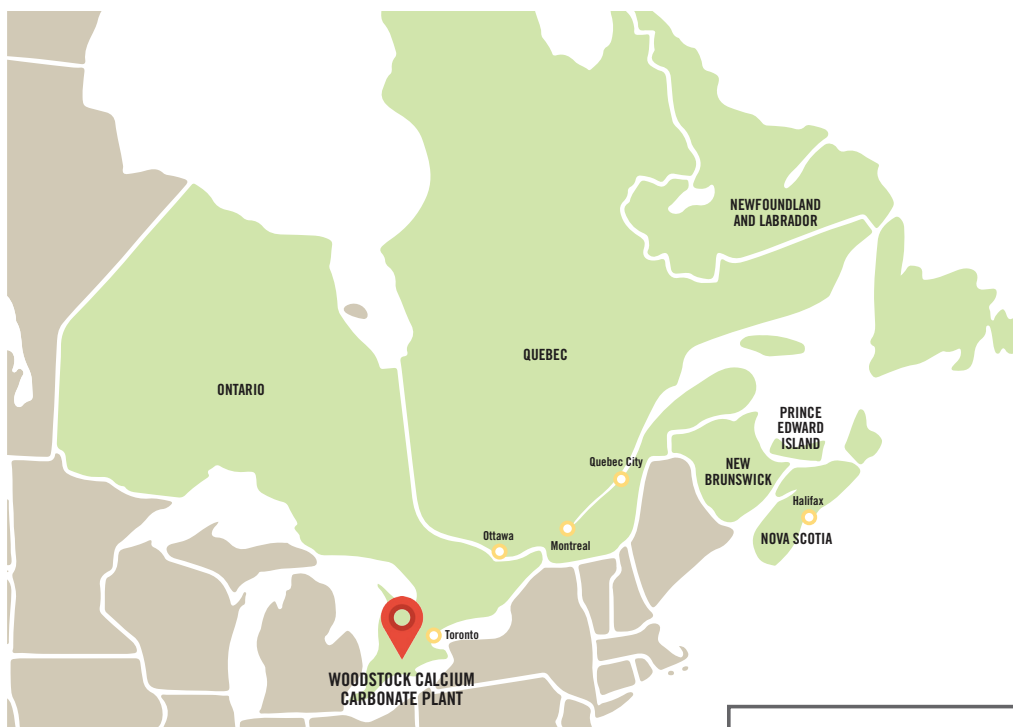 NEWFOUNDLAND
AND LABRADOR
QUEBEC
ONTARIO
PRINCE
EDWARD
ISLAND
Quebec City
NEW
BRUNSWICK
Halifax
Ottawa
Montreal
NOVA SCOTIA
Toronto
WOODSTOCK CALCIUM
CARBONATE PLANT